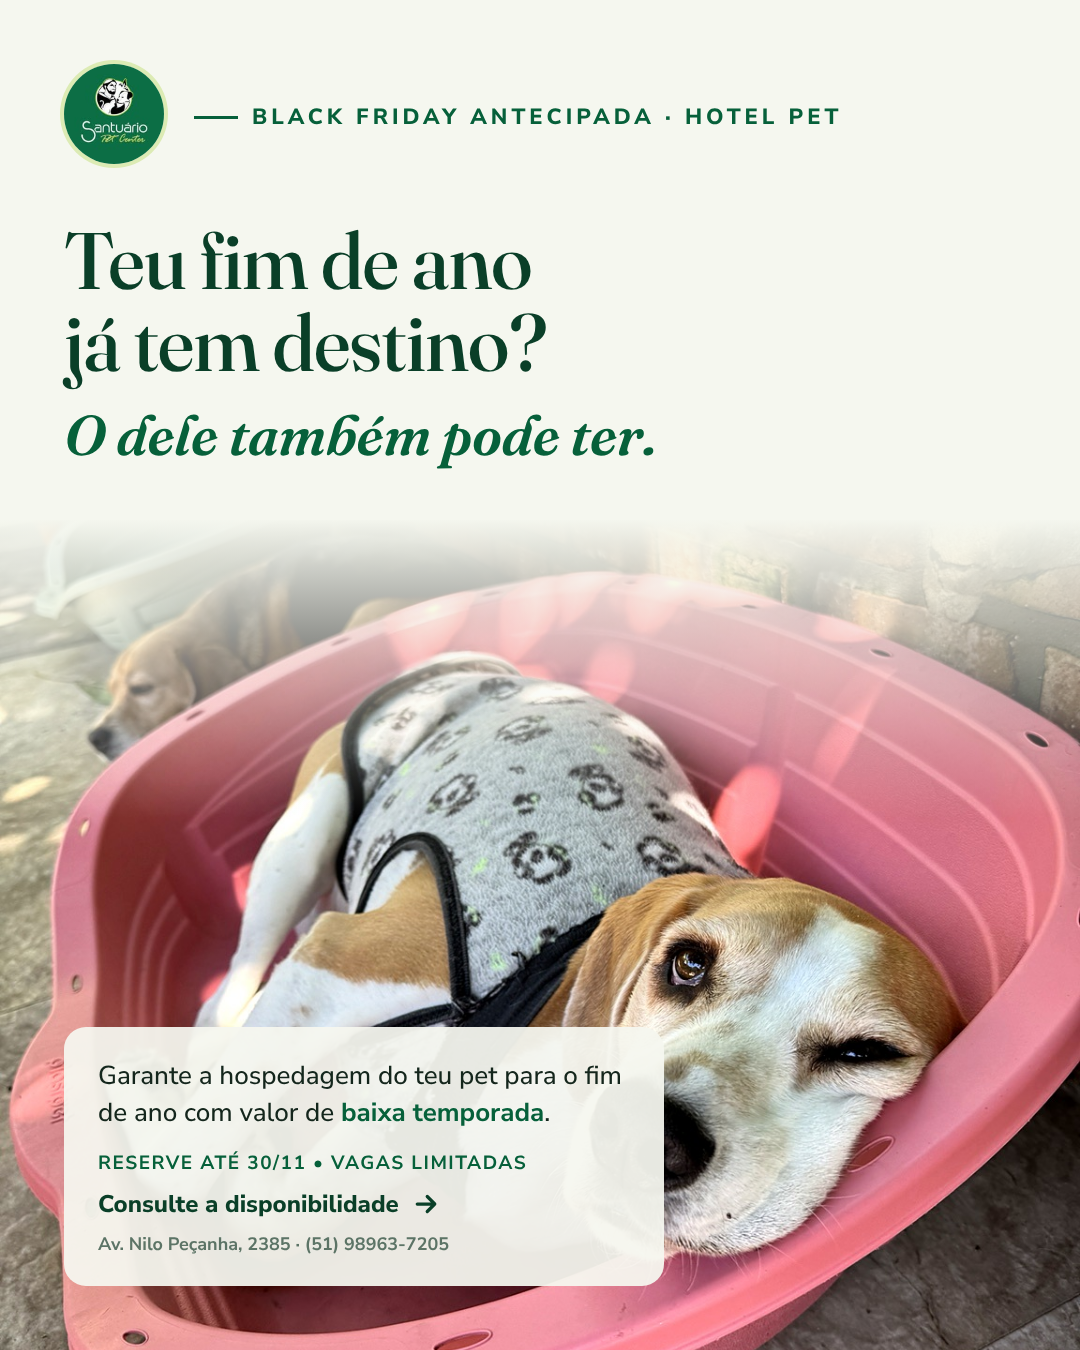 Santuário
Pet Center
BLACK FRIDAY ANTECIPADA · HOTEL PET
Teu fim de ano
já tem destino?
O dele também pode ter.
Garante a hospedagem do teu pet para o fim
de ano com valor de baixa temporada.
RESERVE ATÉ 30/11 • VAGAS LIMITADAS
Consulte a disponibilidade →
Av. Nilo Peçanha, 2385 · (51) 98963-7205